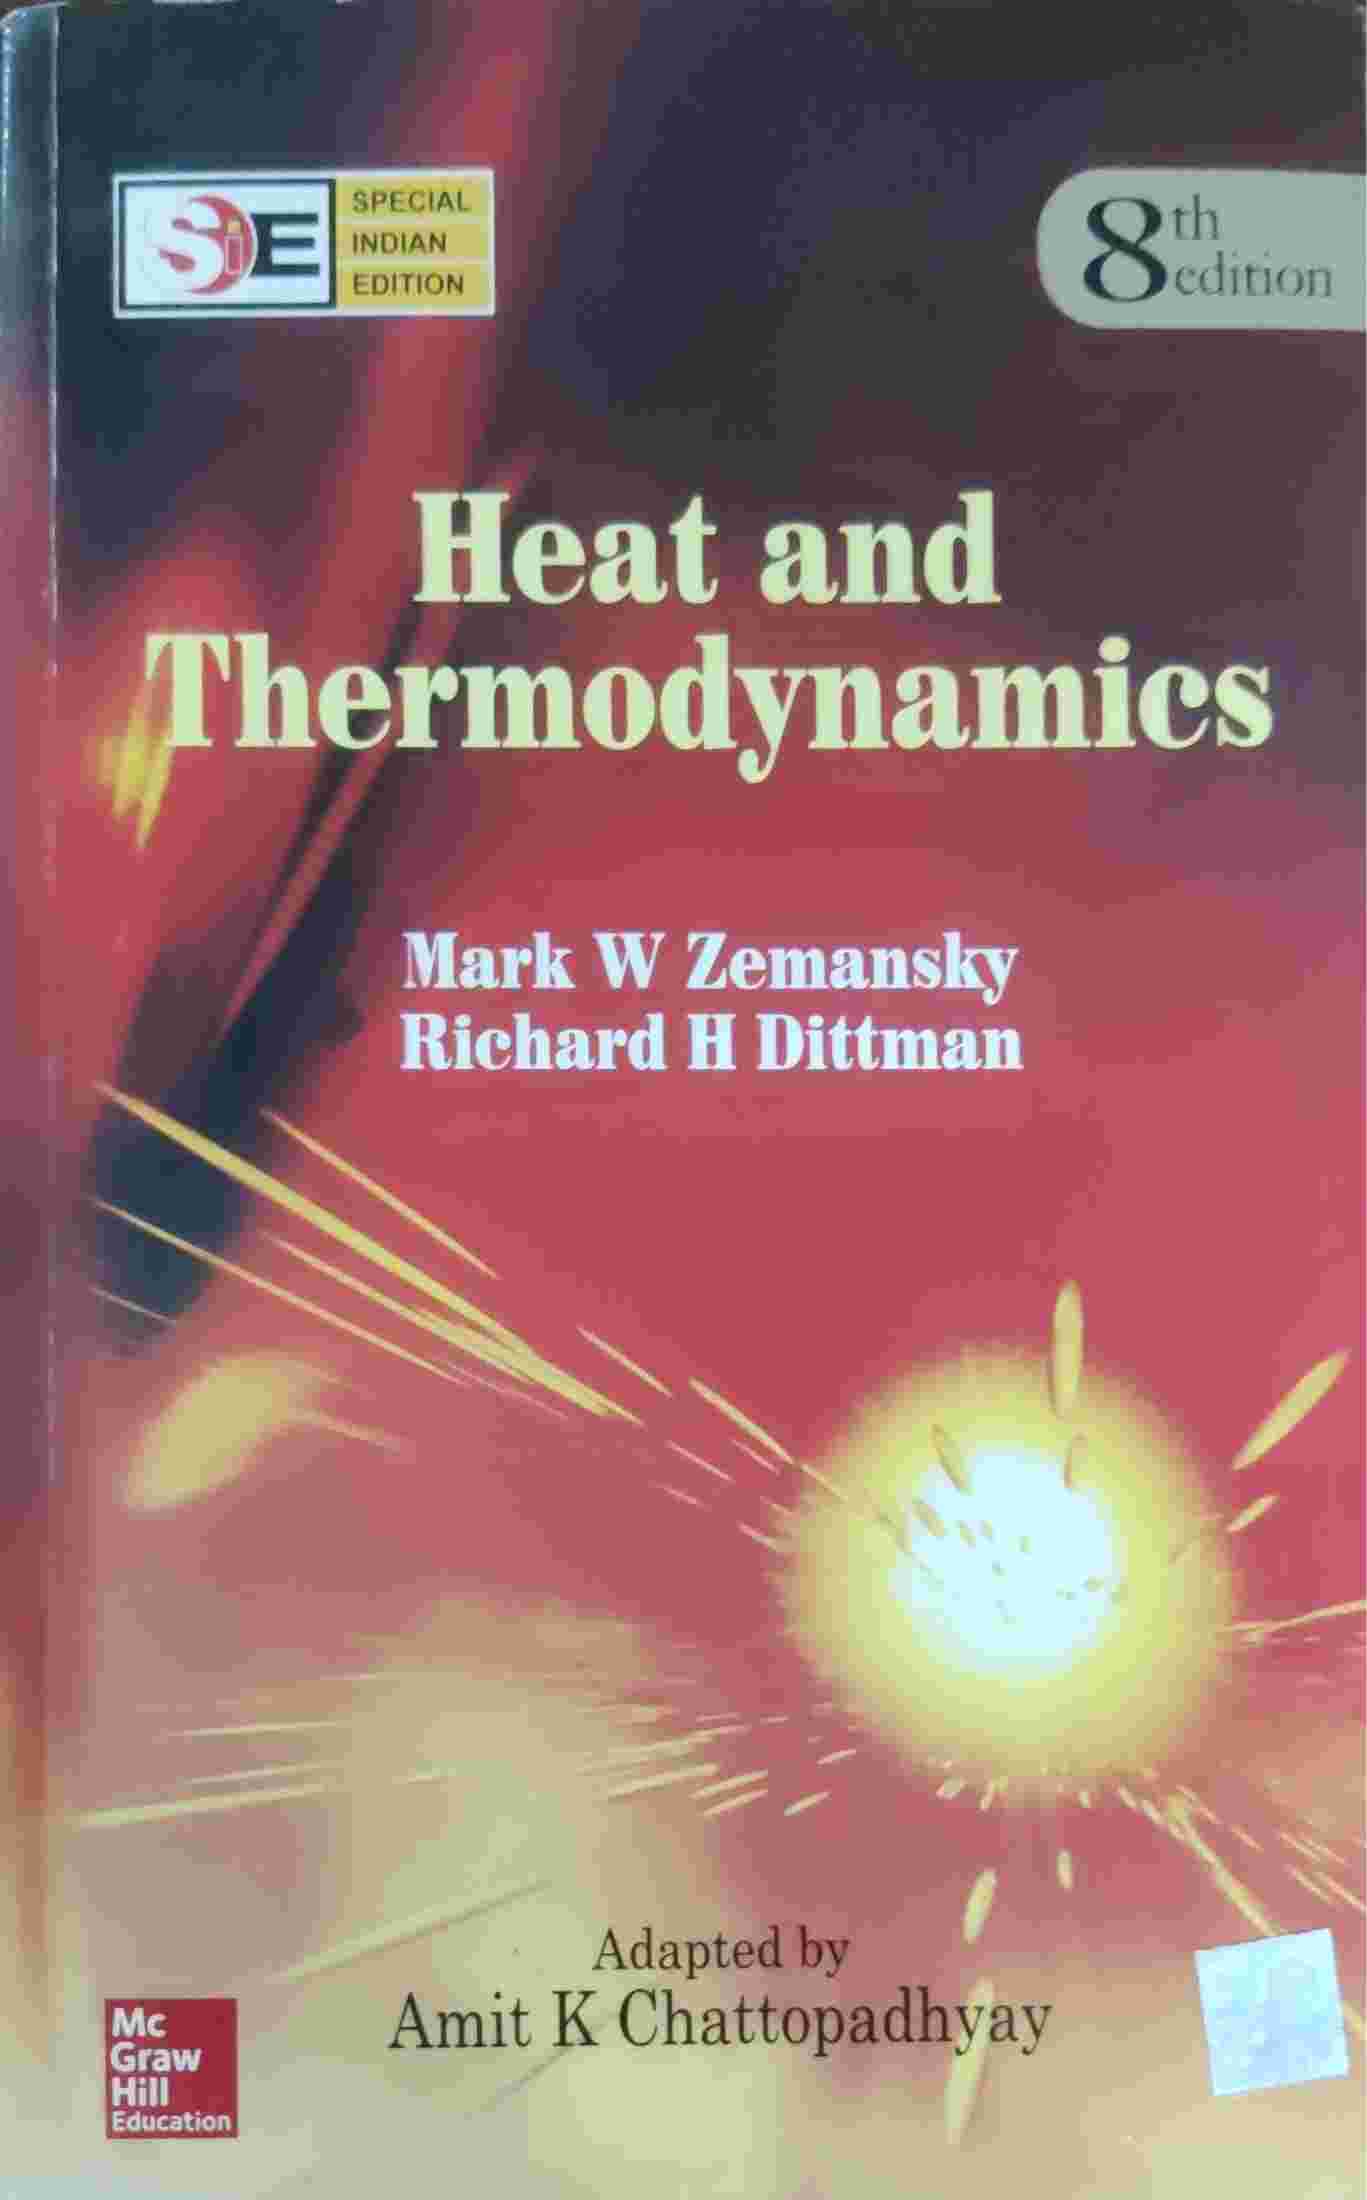 SiE
SPECIAL
INDIAN
EDITION
8th
edition
Heat and
Thermodynamics
Mark W Zemansky
Richard H Dittman
Adapted by
Amit K Chattopadhyay
Mc
Graw
Hill
Education